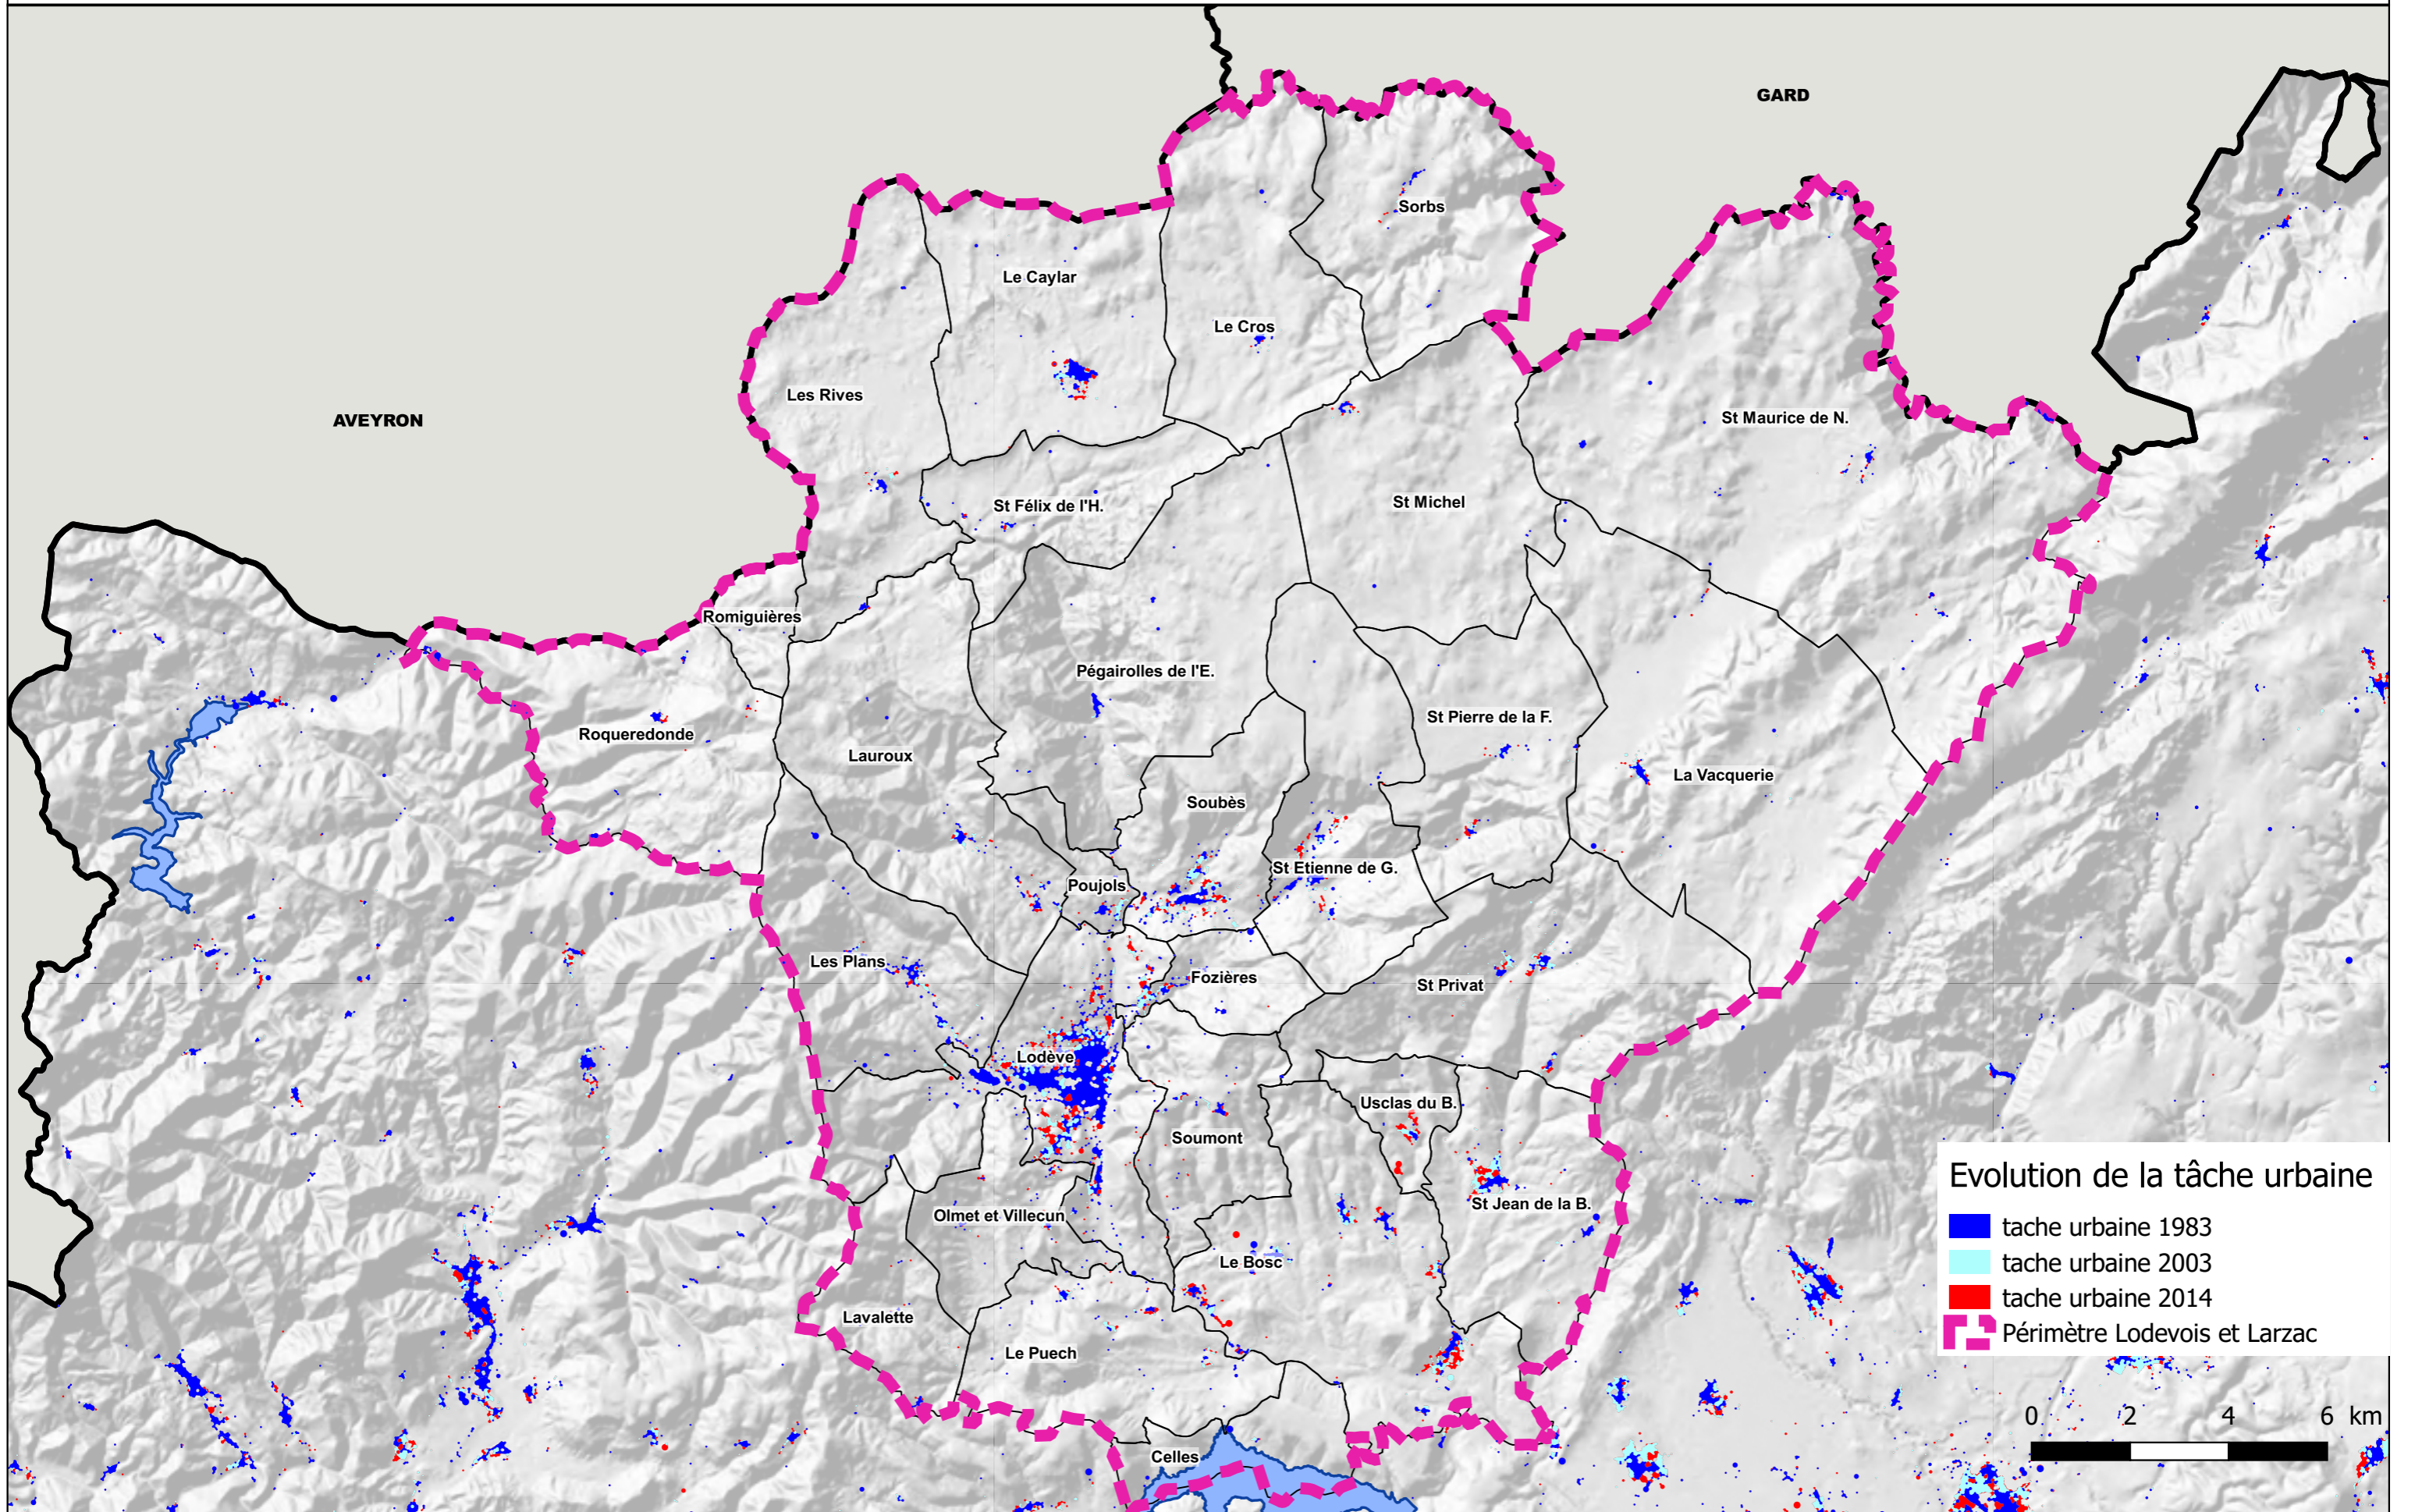 GARD
Sorbs
Le Caylar
Le Cros
Les Rives
AVEYRON
St Maurice de N.
St Michel
St Félix de l'H.
Romiguières
Pégairolles de l'E.
St Pierre de la F.
Roqueredonde
Lauroux
La Vacquerie
Soubès
St Etienne de G.
Poujols
Les Plans
Fozières
St Privat
Lodève
Usclas du B.
Soumont
St Jean de la B.
Olmet et Villecun
Le Bosc
Lavalette
Le Puech
Celles
Evolution de la tâche urbaine
tache urbaine 1983
tache urbaine 2003
tache urbaine 2014
Périmètre Lodevois et Larzac
0 2 4 6 km